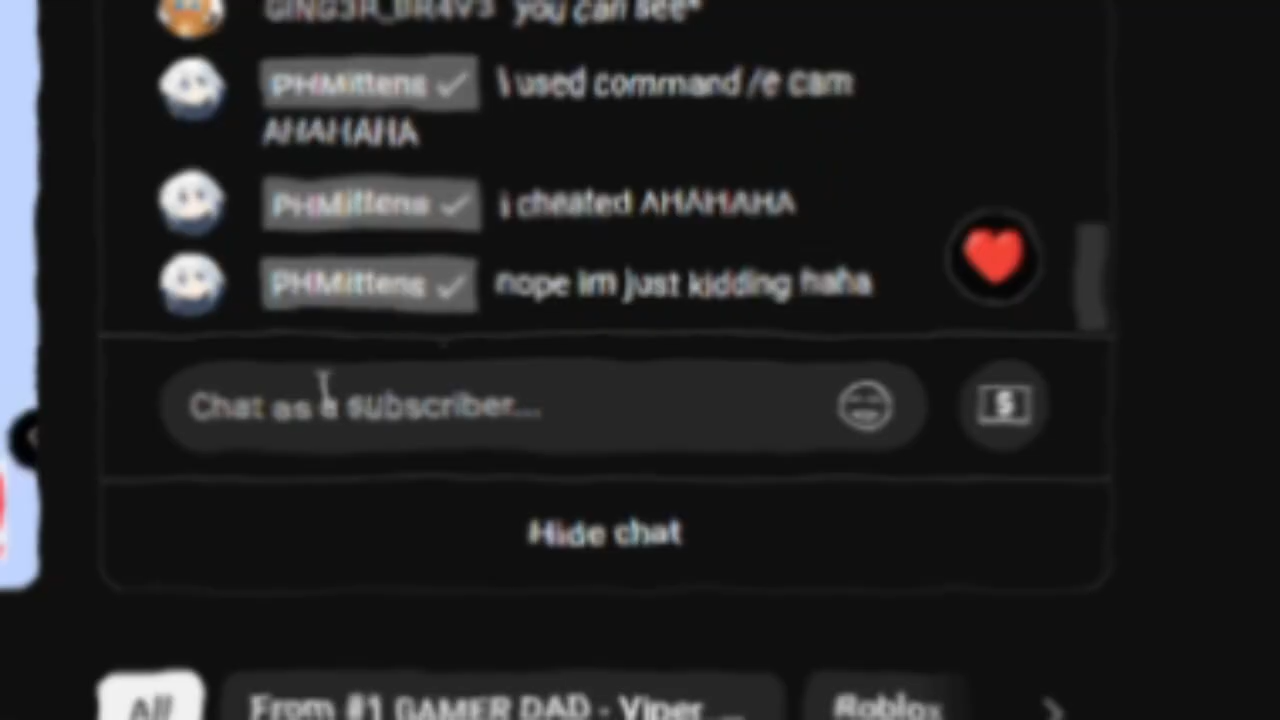 GING3R_BR4V3 you can see*
PHMittens i used command /e cam
AHAHAHA
PHMittens i cheated AHAHAHA
PHMittens nope im just kidding haha
Chat as a subscriber...
$
Hide chat
All From #1 GAMER DAD - Viper ... Roblox